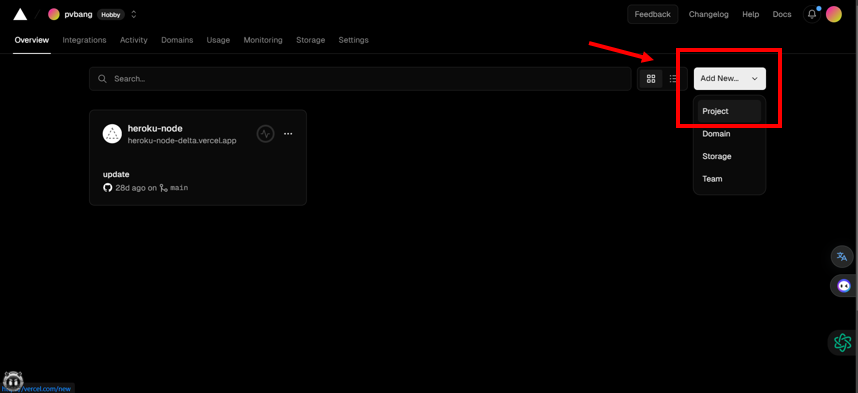 pvbang Hobby
Feedback Changelog Help Docs
Overview Integrations Activity Domains Usage Monitoring Storage Settings
Search...
Add New...
Project
Domain
Storage
Team
heroku-node
heroku-node-delta.vercel.app
update
28d ago on main
vercel.com/new